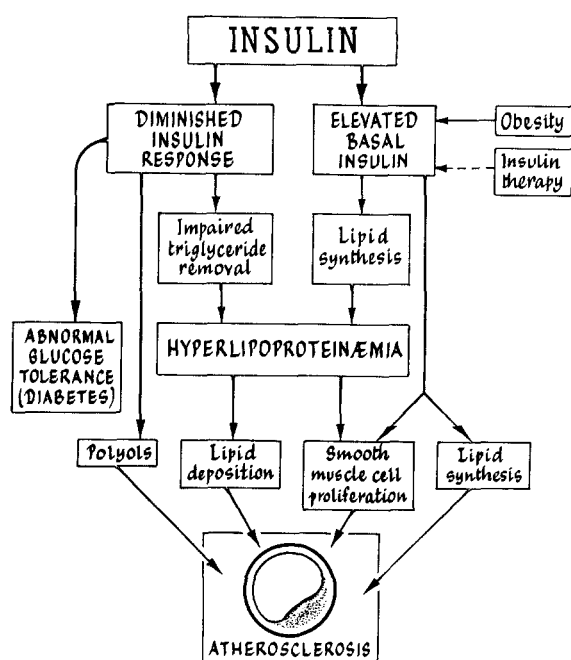 INSULIN
DIMINISHED
INSULIN
RESPONSE
ELEVATED
BASAL
INSULIN
Obesity
Insulin
therapy
Impaired
triglyceride
removal
Lipid
synthesis
ABNORMAL
GLUCOSE
TOLERANCE
(DIABETES)
HYPERLIPOPROTEINÆMIA
Polyols
Lipid
deposition
Smooth
muscle cell
proliferation
Lipid
synthesis
ATHEROSCLEROSIS